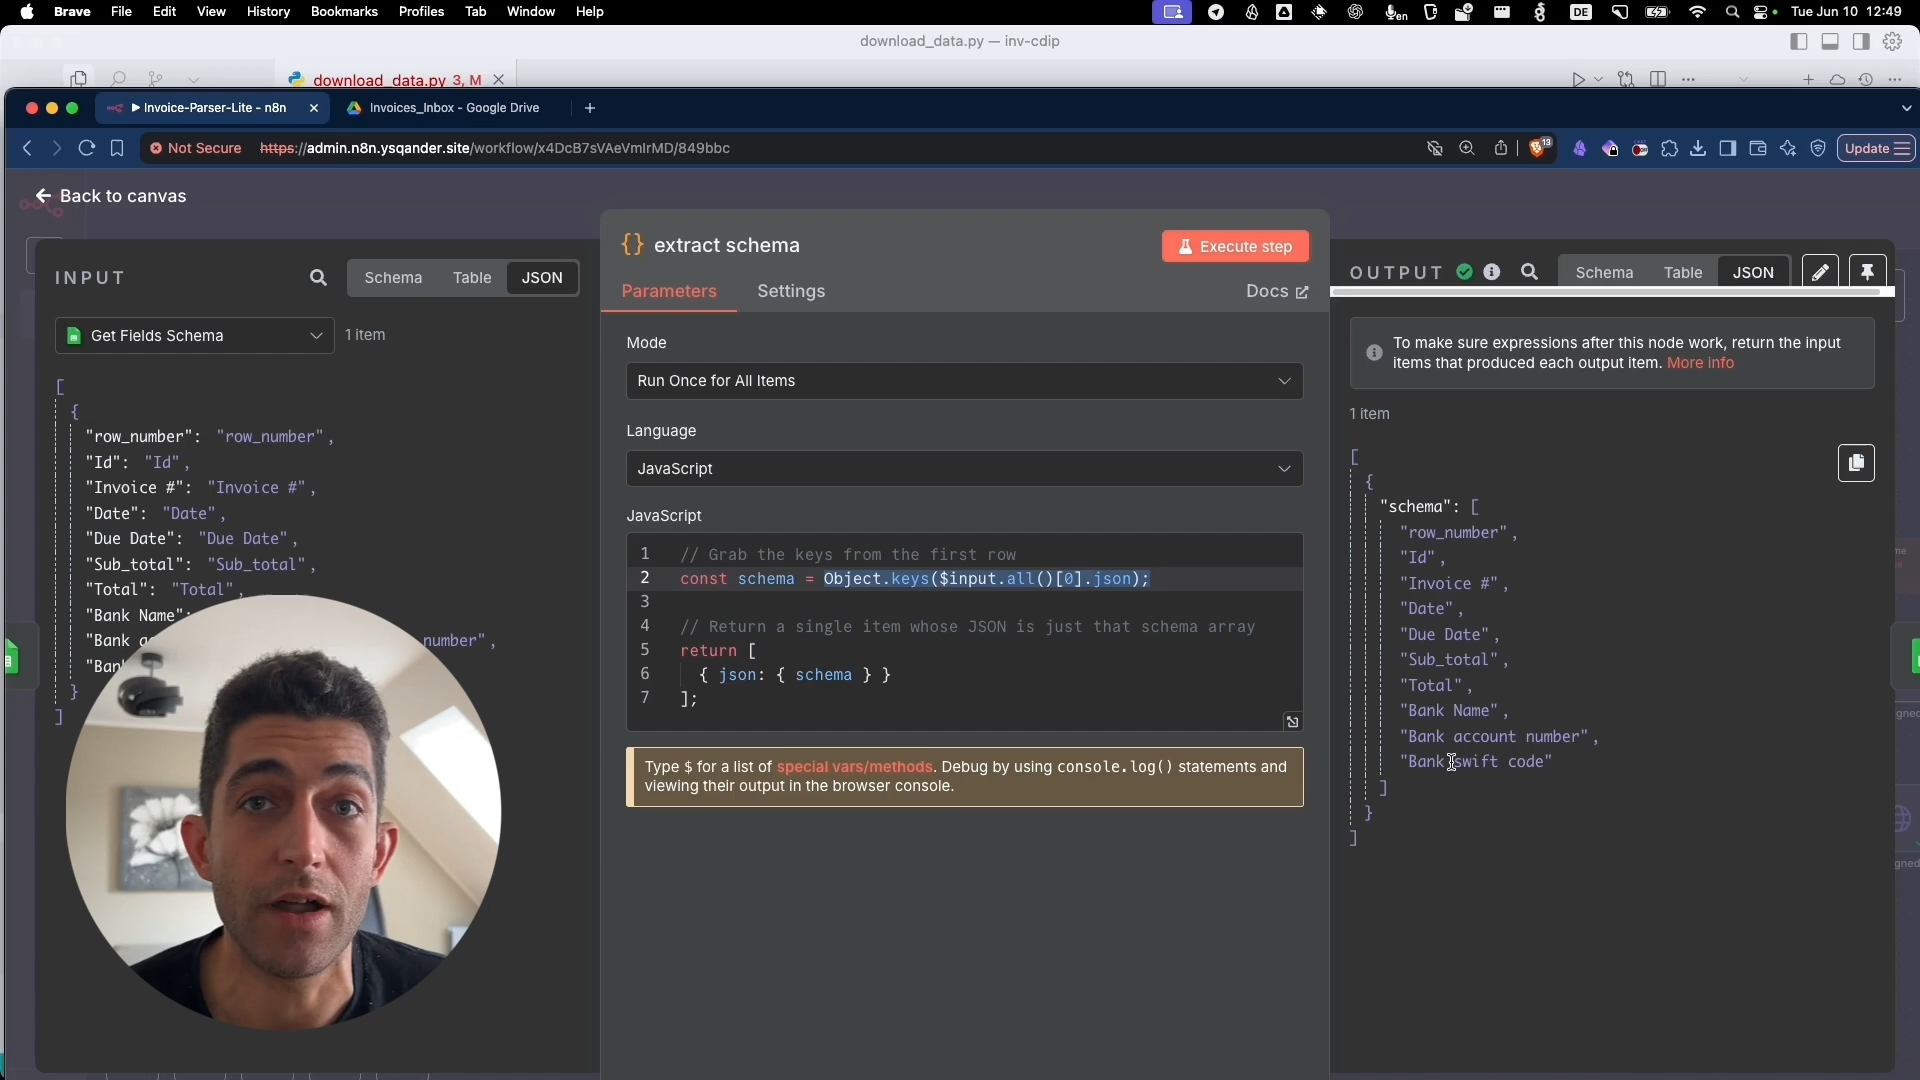 Brave File Edit View History Bookmarks Profiles Tab Window Help
en DE Tue Jun 10 12:49
download_data.py — inv-cdip
download_data.py 3, M
Invoice-Parser-Lite - n8n
Invoices_Inbox - Google Drive
Not Secure https://admin.n8n.ysqander.site/workflow/x4DcB7sVAeVmIrMD/849bbc
13
Update
Back to canvas
INPUT
Schema Table JSON
Get Fields Schema
1 item
[
{
"row_number": "row_number",
"Id": "Id",
"Invoice #": "Invoice #",
"Date": "Date",
"Due Date": "Due Date",
"Sub_total": "Sub_total",
"Total": "Total",
"Bank Name":
"Bank number",
}
]
{} extract schema
Execute step
Parameters Settings
Docs
Mode
Run Once for All Items
Language
JavaScript
JavaScript
1 // Grab the keys from the first row
2 const schema = Object.keys($input.all()[0].json);
3
4 // Return a single item whose JSON is just that schema array
5 return [
6 { json: { schema } }
7 ];
Type $ for a list of special vars/methods. Debug by using console.log() statements and
viewing their output in the browser console.
OUTPUT
Schema Table JSON
To make sure expressions after this node work, return the input
items that produced each output item. More info
1 item
[
{
"schema": [
"row_number",
"Id",
"Invoice #",
"Date",
"Due Date",
"Sub_total",
"Total",
"Bank Name",
"Bank account number",
"Bank swift code"
]
}
]